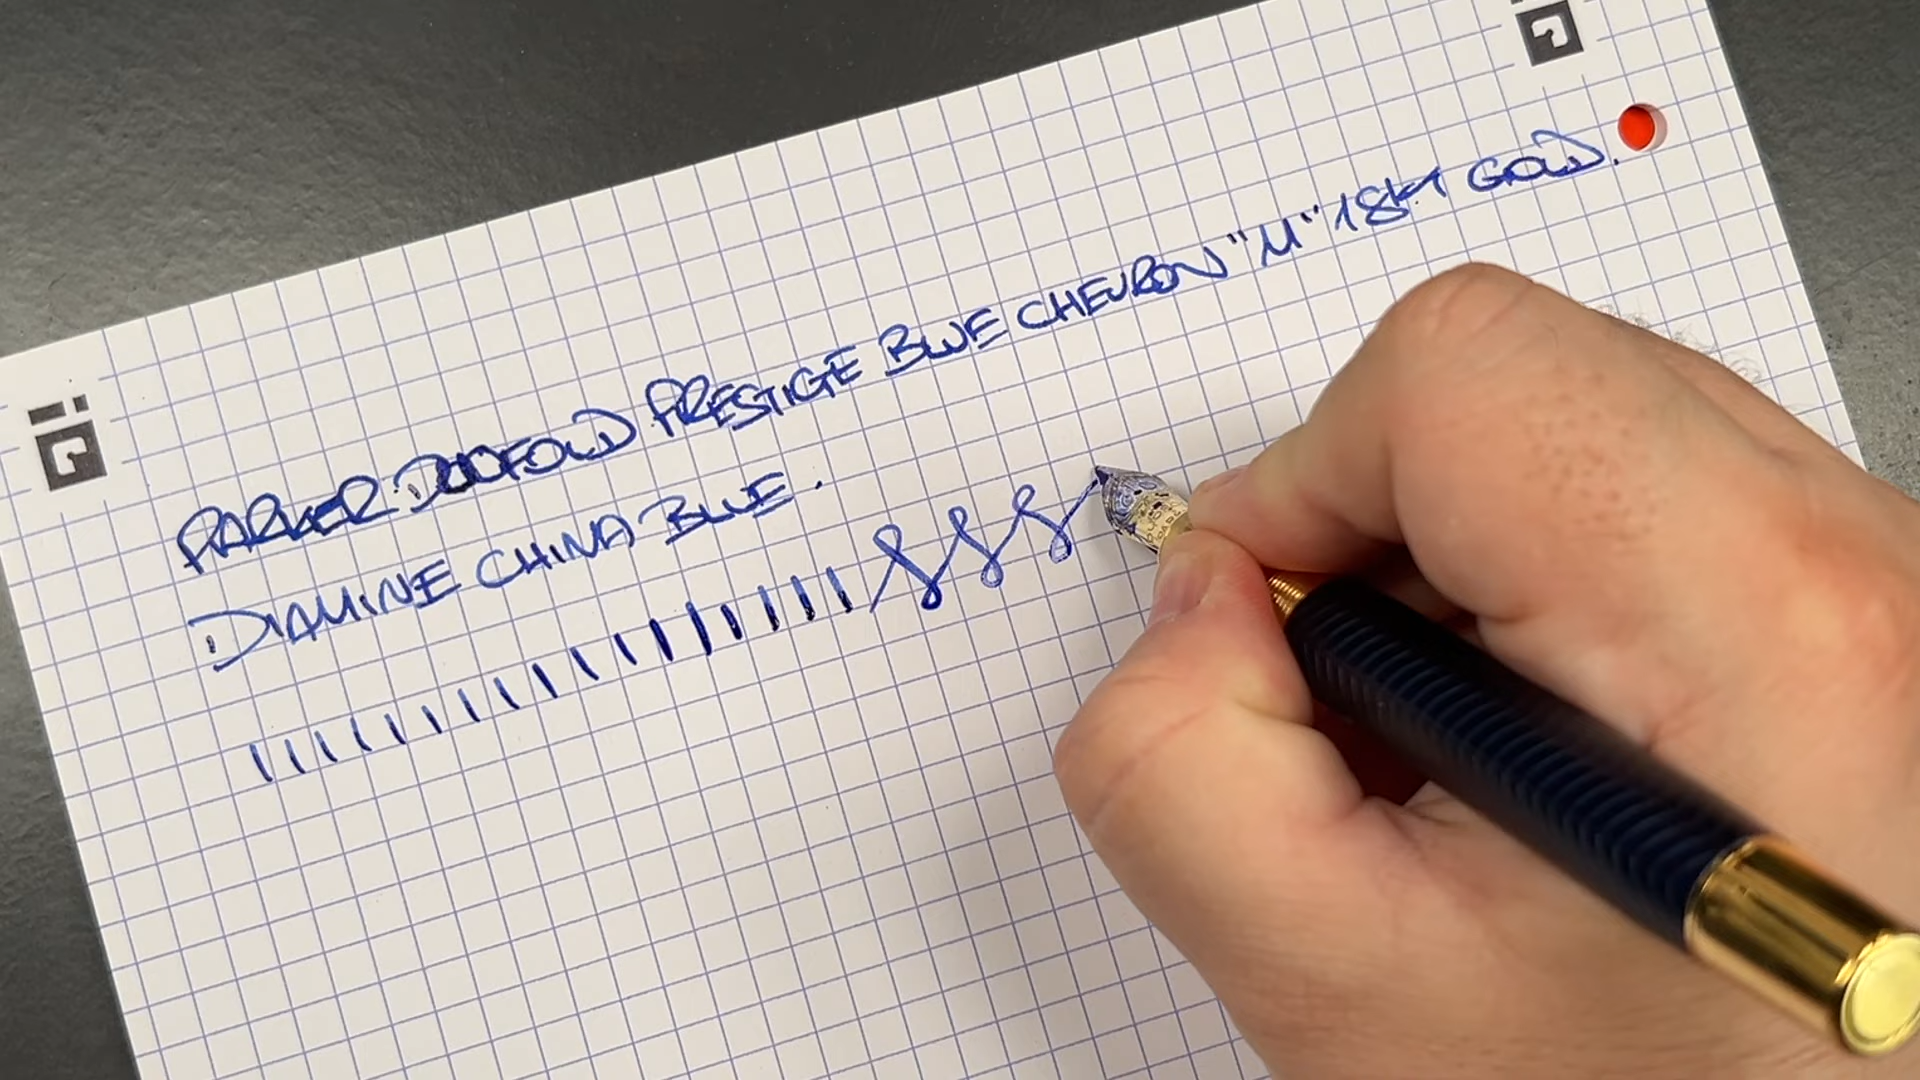 PARKER DUOFOLD PRESTIGE BLUE CHEVRON "M" 18KT GOLD.
DIAMINE CHINA BLUE.